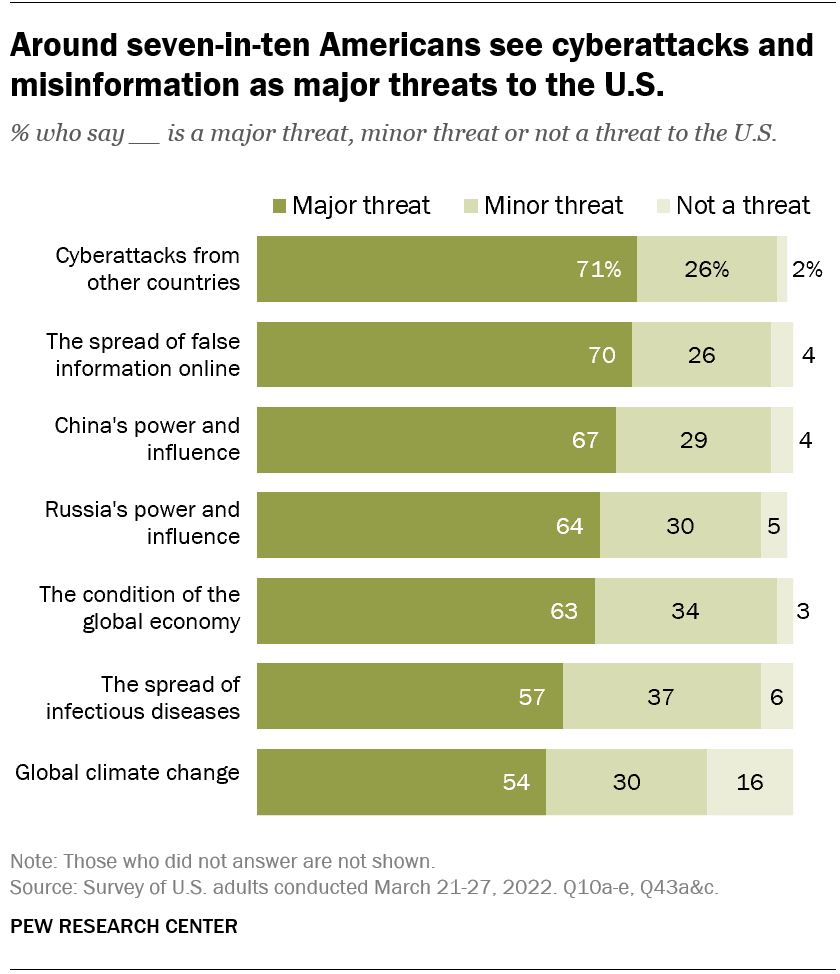 Around seven-in-ten Americans see cyberattacks and
misinformation as major threats to the U.S.
% who say __ is a major threat, minor threat or not a threat to the U.S.
Major threat Minor threat Not a threat
Cyberattacks from
other countries
71% 26% 2%
The spread of false
information online
70 26 4
China's power and
influence
67 29 4
Russia's power and
influence
64 30 5
The condition of the
global economy
63 34 3
The spread of
infectious diseases
57 37 6
Global climate change
54 30 16
Note: Those who did not answer are not shown.
Source: Survey of U.S. adults conducted March 21-27, 2022. Q10a-e, Q43a&c.
PEW RESEARCH CENTER